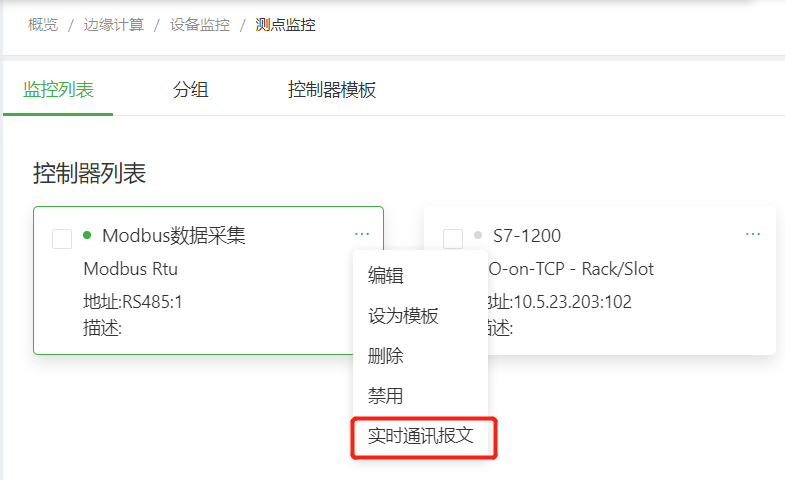 概览 / 边缘计算 / 设备监控 / 测点监控
监控列表 分组 控制器模板
控制器列表
Modbus数据采集 ...
Modbus Rtu
地址:RS485:1
描述:
S7-1200 ...
O-on-TCP - Rack/Slot
址:10.5.23.203:102
述:
编辑
设为模板
删除
禁用
实时通讯报文